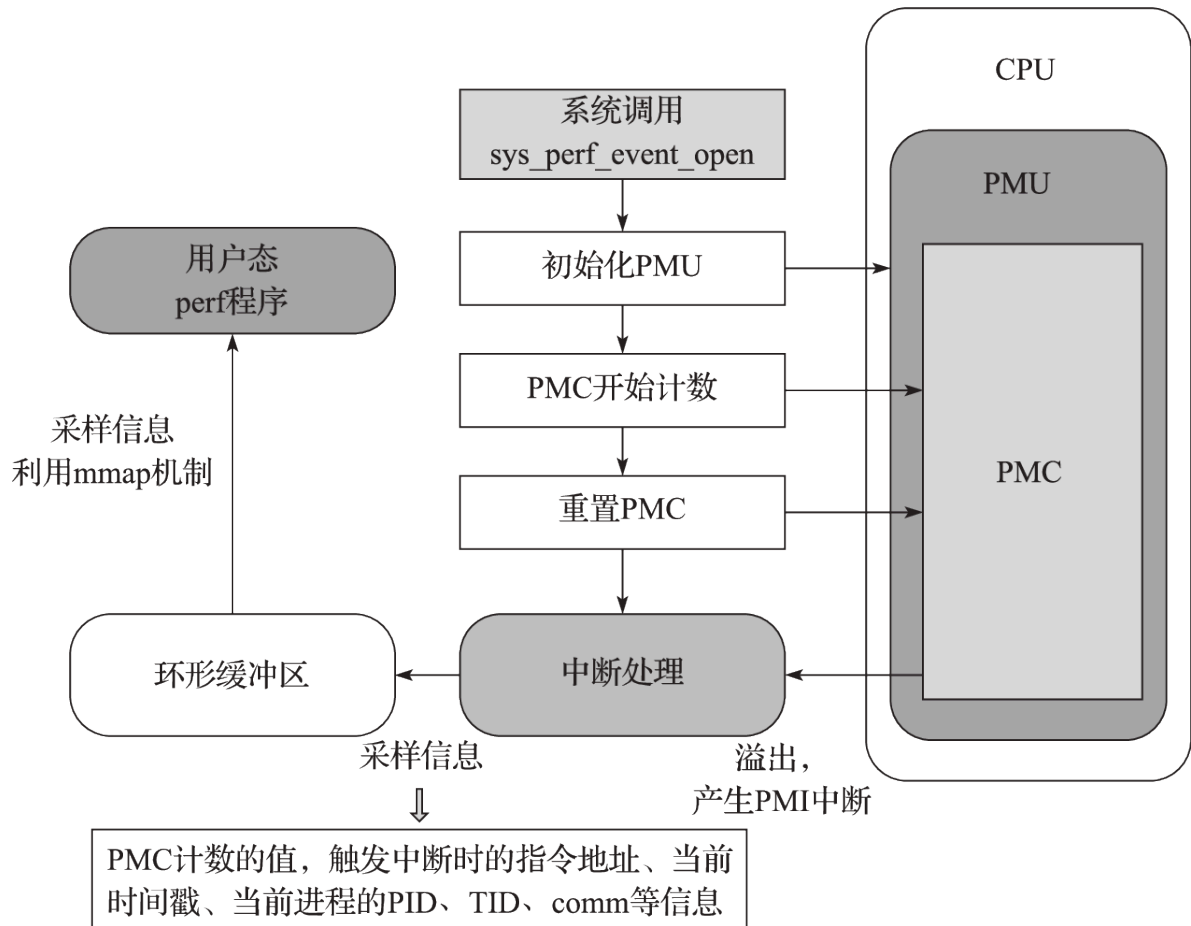 CPU
系统调用
sys_perf_event_open
PMU
用户态
perf程序
初始化PMU
PMC开始计数
采样信息
利用mmap机制
PMC
重置PMC
环形缓冲区
中断处理
采样信息
溢出，
产生PMI中断
PMC计数的值，触发中断时的指令地址、当前
时间戳、当前进程的PID、TID、comm等信息